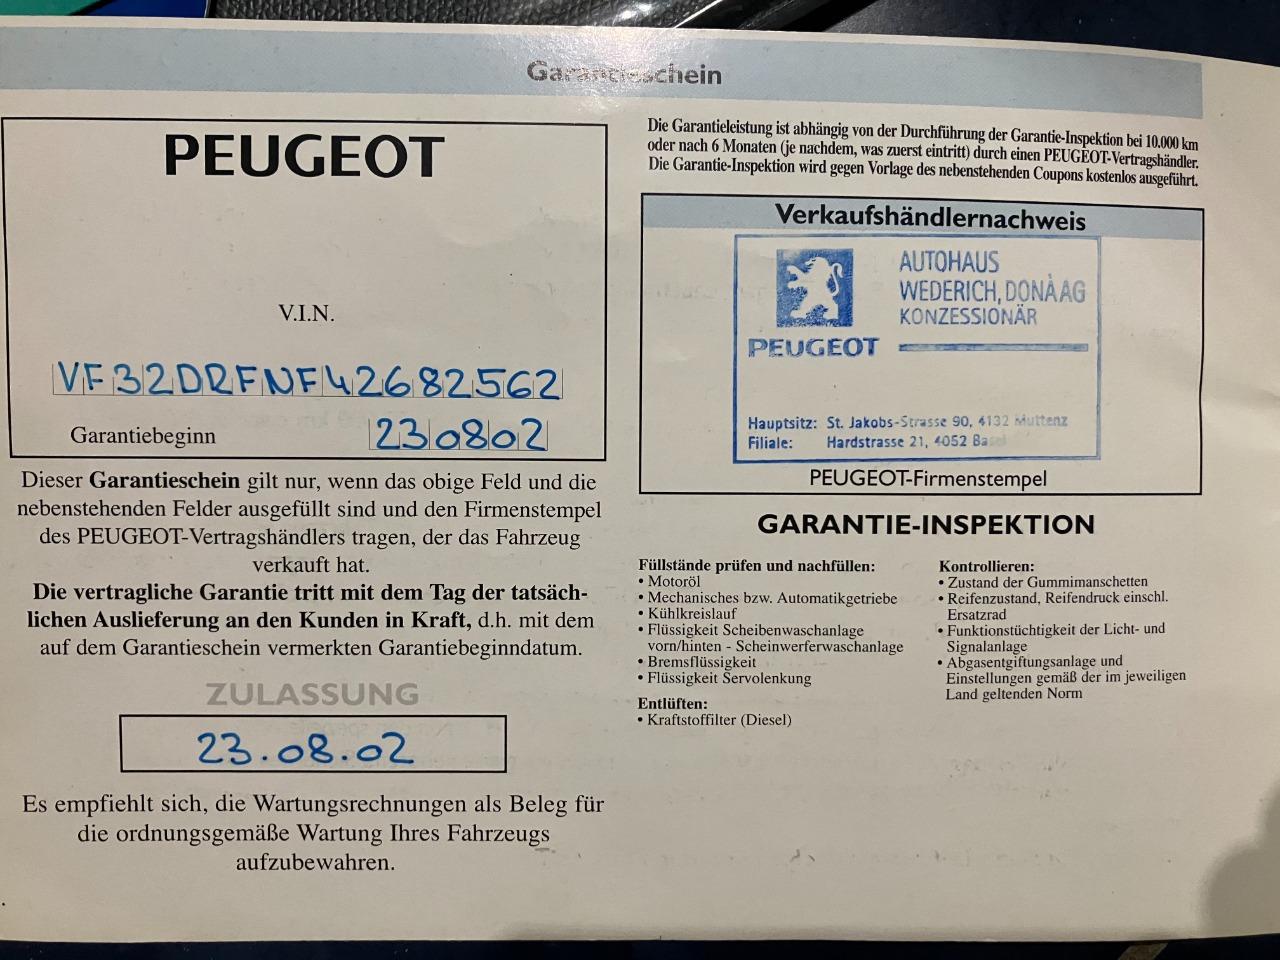 Garantieschein
PEUGEOT
V.I.N.
VF32DRFNF42682562
Garantiebeginn 230802
Dieser Garantieschein gilt nur, wenn das obige Feld und die
nebenstehenden Felder ausgefüllt sind und den Firmenstempel
des PEUGEOT-Vertragshändlers tragen, der das Fahrzeug
verkauft hat.
Die vertragliche Garantie tritt mit dem Tag der tatsäch-
lichen Auslieferung an den Kunden in Kraft, d.h. mit dem
auf dem Garantieschein vermerkten Garantiebeginndatum.
ZULASSUNG
23.08.02
Es empfiehlt sich, die Wartungsrechnungen als Beleg für
die ordnungsgemäße Wartung Ihres Fahrzeugs
aufzubewahren.
Die Garantieleistung ist abhängig von der Durchführung der Garantie-Inspektion bei 10.000 km
oder nach 6 Monaten (je nachdem, was zuerst eintritt) durch einen PEUGEOT-Vertragshändler.
Die Garantie-Inspektion wird gegen Vorlage des nebenstehenden Coupons kostenlos ausgeführt.
Verkaufshändlernachweis
AUTOHAUS
WEDERICH, DONÀ AG
KONZESSIONÄR
PEUGEOT
Hauptsitz: St. Jakobs-Strasse 90, 4132 Muttenz
Filiale: Hardstrasse 21, 4052 Basel
PEUGEOT-Firmenstempel
GARANTIE-INSPEKTION
Füllstände prüfen und nachfüllen:
• Motoröl
• Mechanisches bzw. Automatikgetriebe
• Kühlkreislauf
• Flüssigkeit Scheibenwaschanlage
vorn/hinten - Scheinwerferwaschanlage
• Bremsflüssigkeit
• Flüssigkeit Servolenkung
Entlüften:
• Kraftstoffilter (Diesel)
Kontrollieren:
• Zustand der Gummimanschetten
• Reifenzustand, Reifendruck einschl.
Ersatzrad
• Funktionstüchtigkeit der Licht- und
Signalanlage
• Abgasentgiftungsanlage und
Einstellungen gemäß der im jeweiligen
Land geltenden Norm